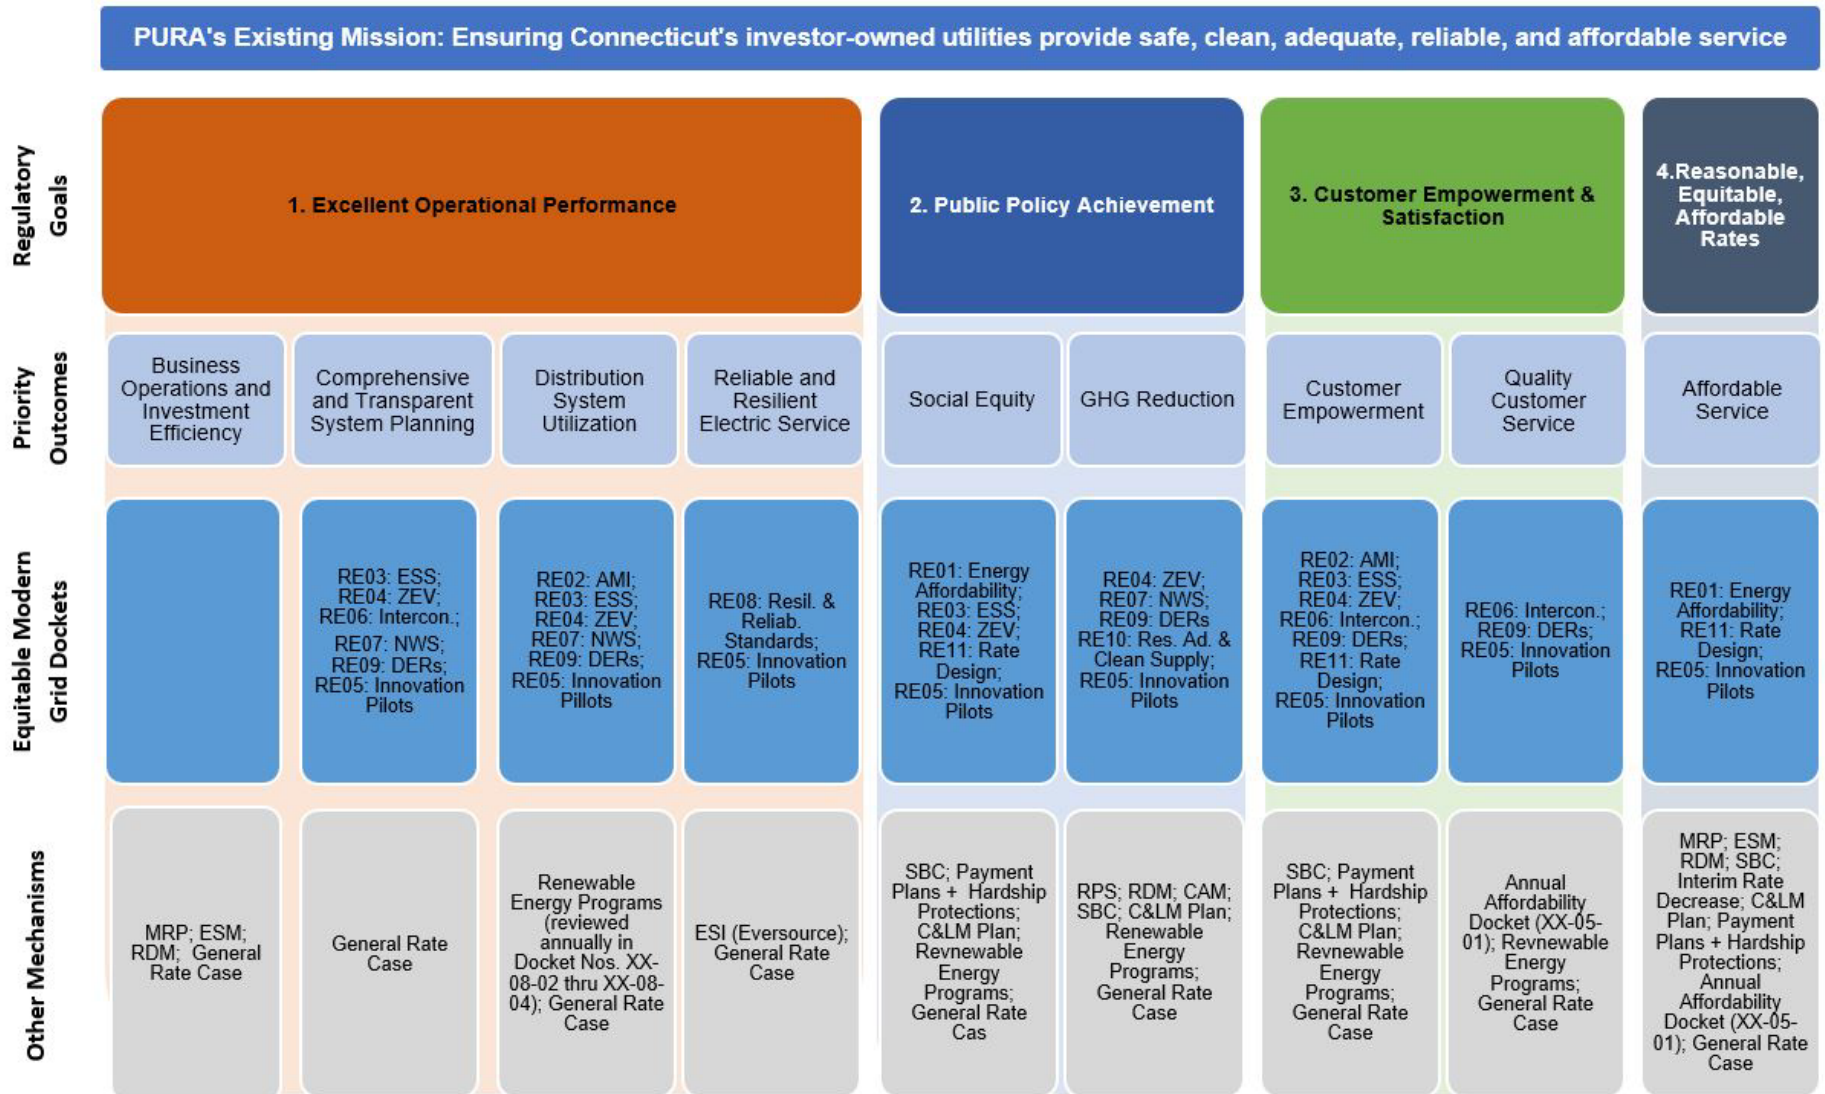 PURA's Existing Mission: Ensuring Connecticut's investor-owned utilities provide safe, clean, adequate, reliable, and affordable service
Regulatory
Goals
1. Excellent Operational Performance
2. Public Policy Achievement
3. Customer Empowerment &
Satisfaction
4.Reasonable,
Equitable,
Affordable
Rates
Priority
Outcomes
Business
Operations and
Investment
Efficiency
Comprehensive
and Transparent
System Planning
Distribution
System
Utilization
Reliable and
Resilient
Electric Service
Social Equity
GHG Reduction
Customer
Empowerment
Quality
Customer
Service
Affordable
Service
Equitable Modern
Grid Dockets
RE03: ESS;
RE04: ZEV;
RE06: Intercon.;
RE07: NWS;
RE09: DERs;
RE05: Innovation
Pilots
RE02: AMI;
RE03: ESS;
RE04: ZEV;
RE07: NWS;
RE09: DERs;
RE05: Innovation
Pillots
RE08: Resil. &
Reliab.
Standards;
RE05: Innovation
Pilots
RE01: Energy
Affordability;
RE03: ESS;
RE04: ZEV;
RE11: Rate
Design;
RE05: Innovation
Pilots
RE04: ZEV;
RE07: NWS;
RE09: DERs
RE10: Res. Ad. &
Clean Supply;
RE05: Innovation
Pilots
RE02: AMI;
RE03: ESS;
RE04: ZEV;
RE06: Intercon.;
RE09: DERs;
RE11: Rate
Design;
RE05: Innovation
Pilots
RE06: Intercon.;
RE09: DERs;
RE05: Innovation
Pilots
RE01: Energy
Affordability;
RE11: Rate
Design;
RE05: Innovation
Pilots
Other Mechanisms
MRP; ESM;
RDM; General
Rate Case
General Rate
Case
Renewable
Energy Programs
(reviewed
annually in
Docket Nos. XX-
08-02 thru XX-08-
04); General Rate
Case
ESI (Eversource);
General Rate
Case
SBC; Payment
Plans + Hardship
Protections;
C&LM Plan;
Revnewable
Energy
Programs;
General Rate
Cas
RPS; RDM; CAM;
SBC; C&LM Plan;
Renewable
Energy
Programs;
General Rate
Case
SBC; Payment
Plans + Hardship
Protections;
C&LM Plan;
Revnewable
Energy
Programs;
General Rate
Case
Annual
Affordability
Docket (XX-05-
01); Revnewable
Energy
Programs;
General Rate
Case
MRP; ESM;
RDM; SBC;
Interim Rate
Decrease; C&LM
Plan; Payment
Plans + Hardship
Protections;
Annual
Affordability
Docket (XX-05-
01); General Rate
Case